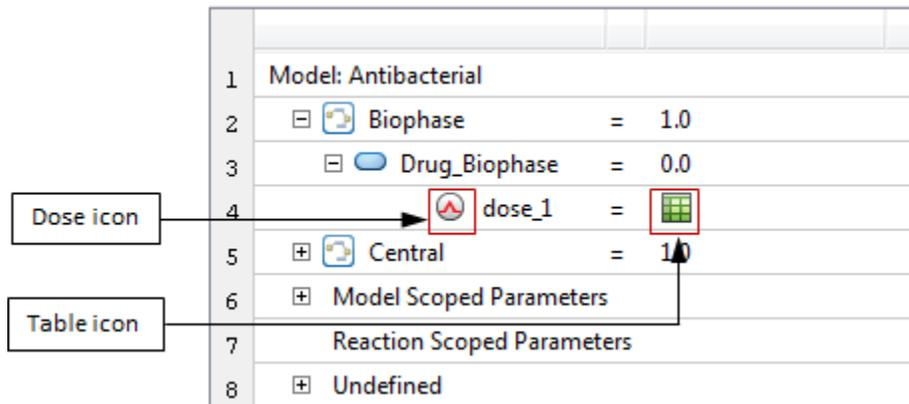 1 Model: Antibacterial
2 Biophase = 1.0
3 Drug_Biophase = 0.0
Dose icon
4 dose_1 =
5 Central = 1.0
6 Model Scoped Parameters
Table icon
7 Reaction Scoped Parameters
8 Undefined